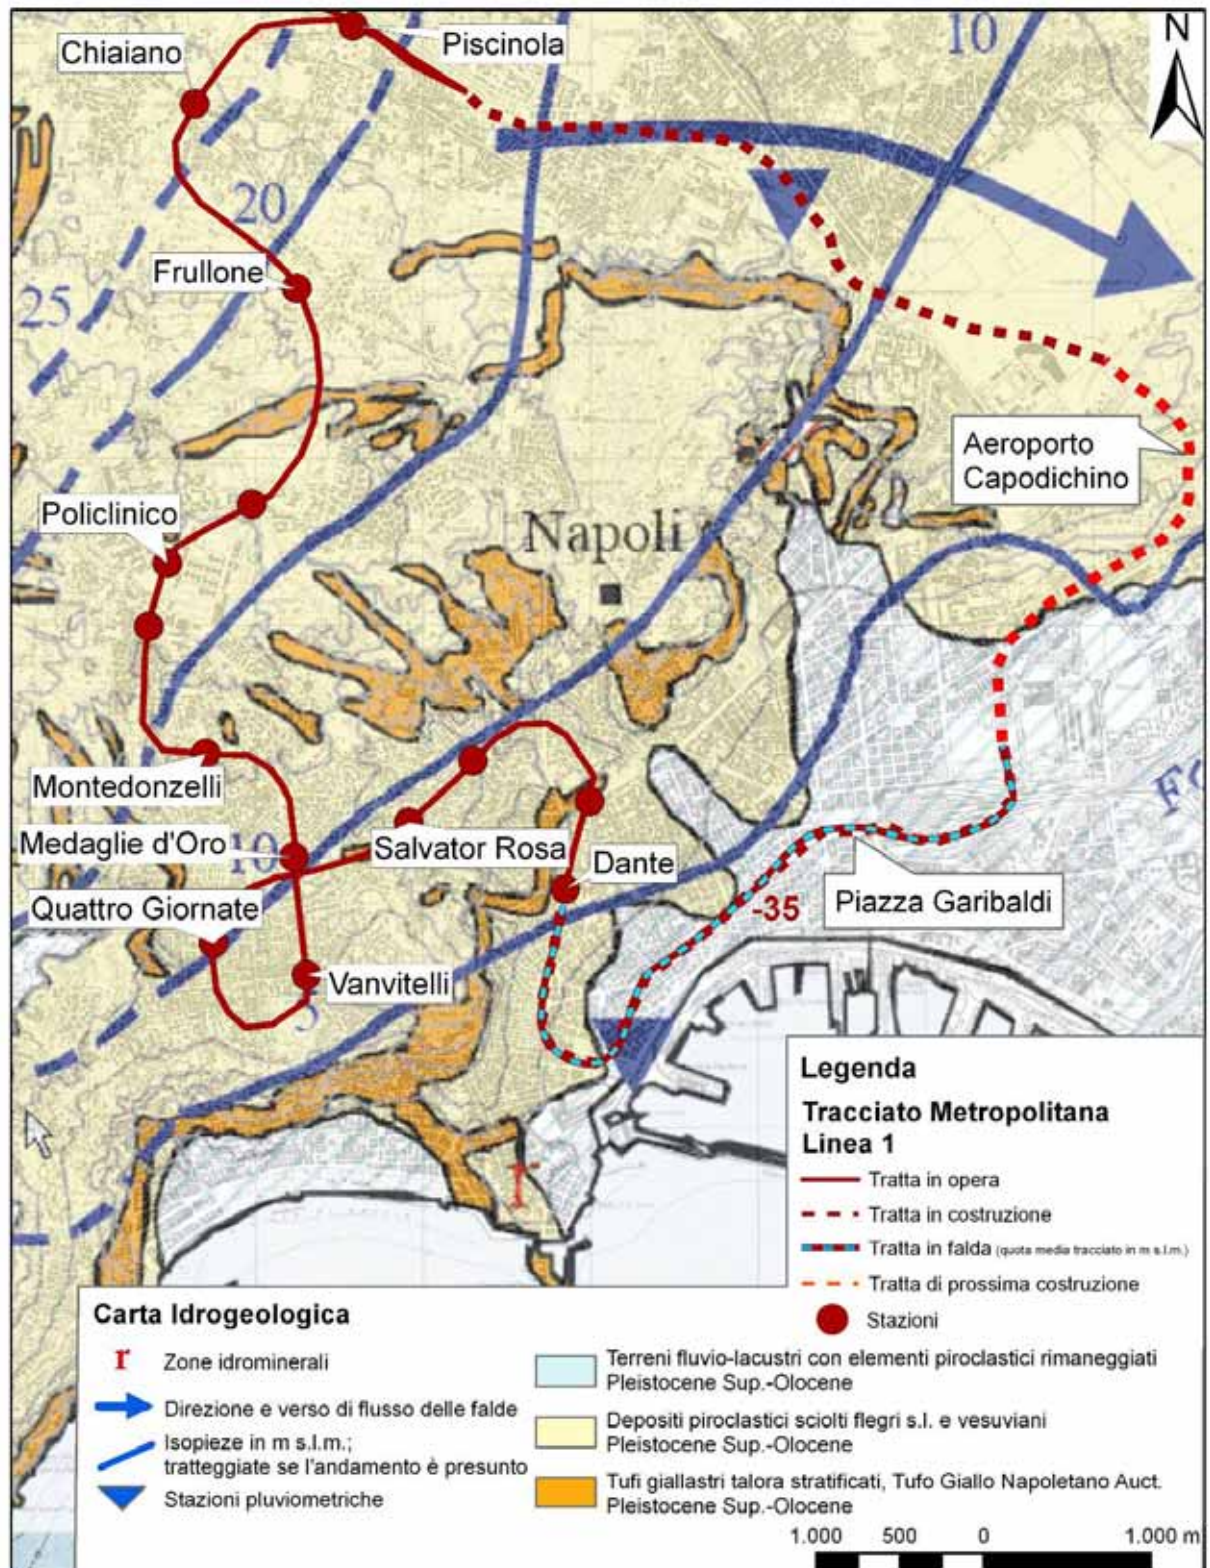 N
Piscinola
10
Chiaiano
20
Frullone
25
Aeroporto
Capodichino
Policlinico
Napoli
Montedonzelli
Medaglie d'Oro
10
Salvator Rosa
Dante
Quattro Giornate
-35
Piazza Garibaldi
Vanvitelli
5
r
Legenda
Tracciato Metropolitana
Linea 1
Tratta in opera
Tratta in costruzione
Tratta in falda (quota media tracciato in m s.l.m.)
Tratta di prossima costruzione
Stazioni
Carta Idrogeologica
r Zone idrominerali
Direzione e verso di flusso delle falde
Isopieze in m s.l.m.;
tratteggiate se l'andamento è presunto
Stazioni pluviometriche
Terreni fluvio-lacustri con elementi piroclastici rimaneggiati
Pleistocene Sup.-Olocene
Depositi piroclastici sciolti flegri s.l. e vesuviani
Pleistocene Sup.-Olocene
Tufi giallastri talora stratificati, Tufo Giallo Napoletano Auct.
Pleistocene Sup.-Olocene
1.000 500 0 1.000 m